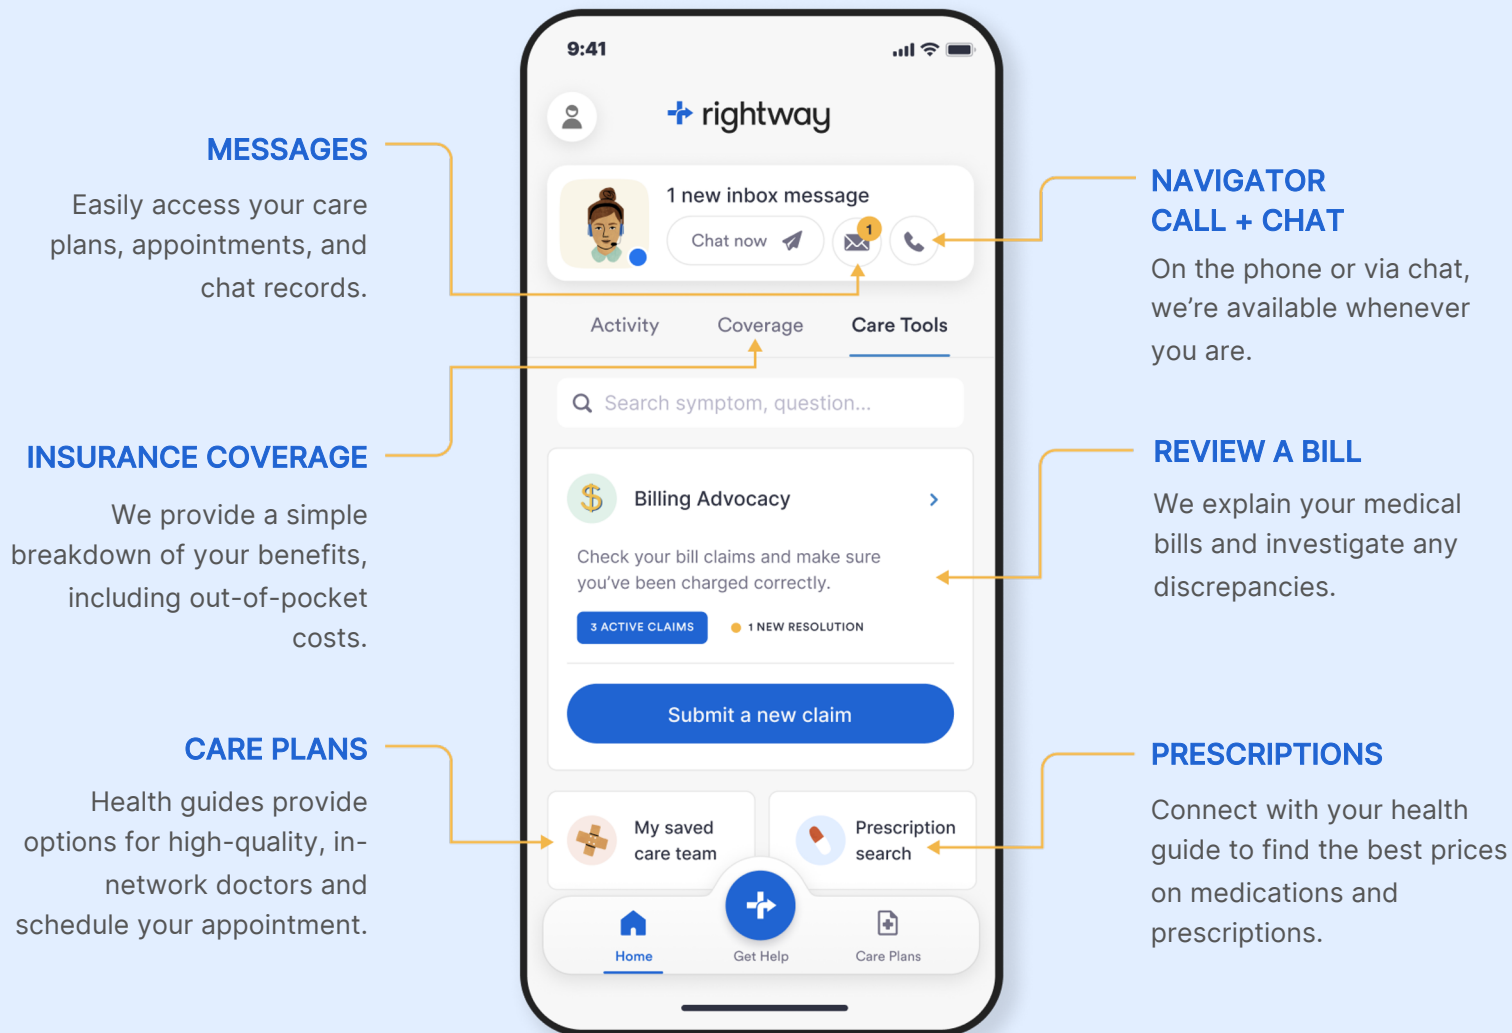 MESSAGES
Easily access your care
plans, appointments, and
chat records.
INSURANCE COVERAGE
We provide a simple
breakdown of your benefits,
including out-of-pocket
costs.
CARE PLANS
Health guides provide
options for high-quality, in-
network doctors and
schedule your appointment.
9:41
rightway
1 new inbox message
Chat now
1
Activity
Coverage
Care Tools
Search symptom, question...
$
Billing Advocacy
Check your bill claims and make sure
you've been charged correctly.
3 ACTIVE CLAIMS
1 NEW RESOLUTION
Submit a new claim
My saved
care team
Prescription
search
Home
Get Help
Care Plans
NAVIGATOR
CALL + CHAT
On the phone or via chat,
we're available whenever
you are.
REVIEW A BILL
We explain your medical
bills and investigate any
discrepancies.
PRESCRIPTIONS
Connect with your health
guide to find the best prices
on medications and
prescriptions.